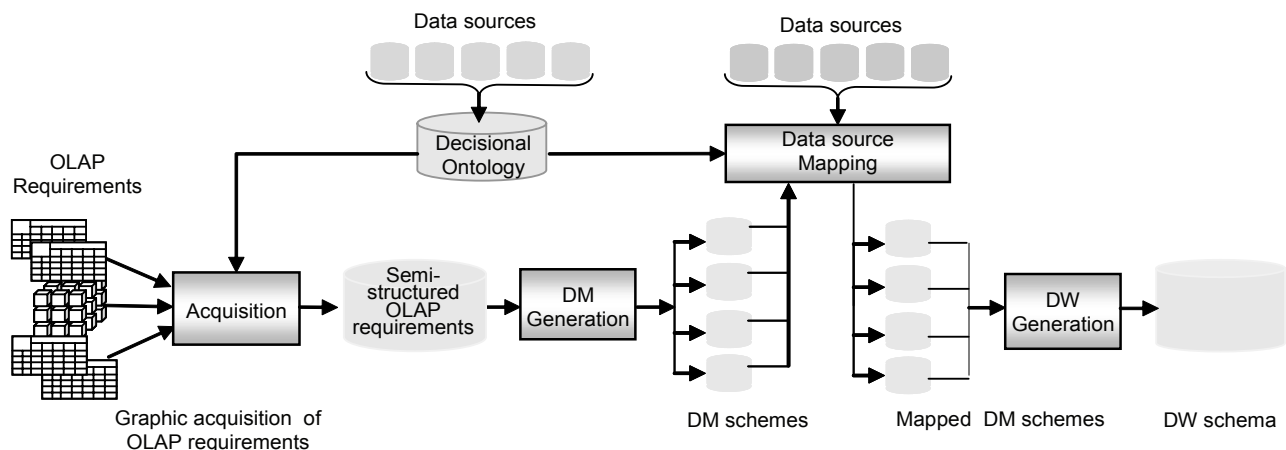 Data sources
Data sources
Decisional
Ontology
Data source
Mapping
OLAP
Requirements
Acquisition
Semi-
structured
OLAP
requirements
DM
Generation
DW
Generation
Graphic acquisition of
OLAP requirements
DM schemes
Mapped DM schemes
DW schema